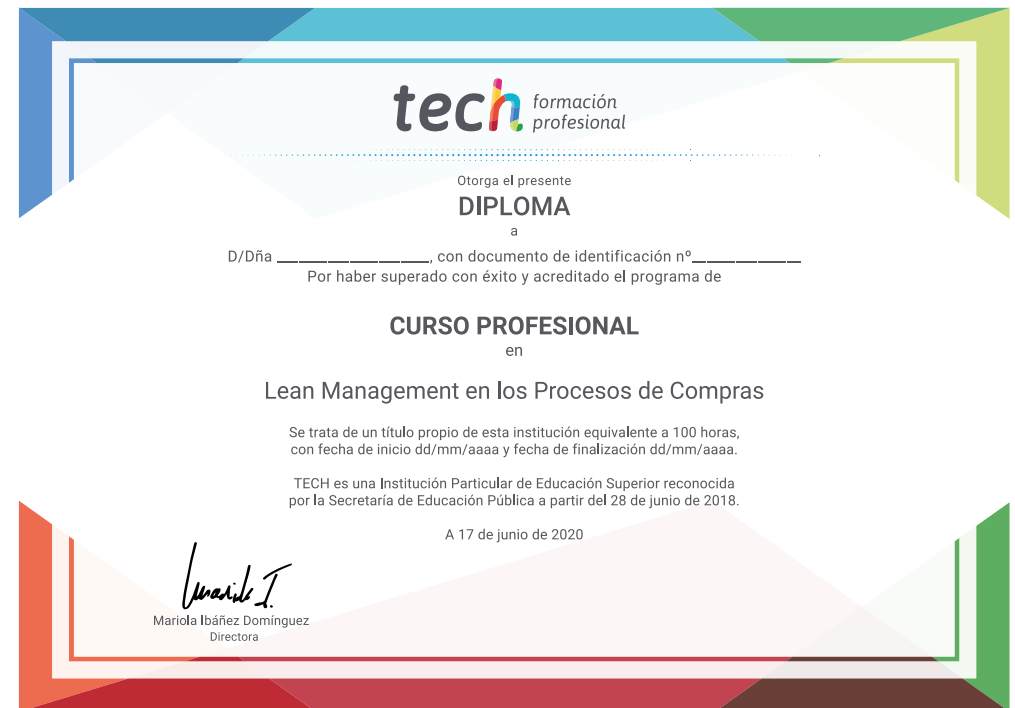 tech formación
profesional
Otorga el presente
DIPLOMA
a
D/Dña ____________________, con documento de identificación nº______________
Por haber superado con éxito y acreditado el programa de
CURSO PROFESIONAL
en
Lean Management en los Procesos de Compras
Se trata de un título propio de esta institución equivalente a 100 horas,
con fecha de inicio dd/mm/aaaa y fecha de finalización dd/mm/aaaa.
TECH es una Institución Particular de Educación Superior reconocida
por la Secretaría de Educación Pública a partir del 28 de junio de 2018.
A 17 de junio de 2020
Mariola Ibáñez Domínguez
Directora